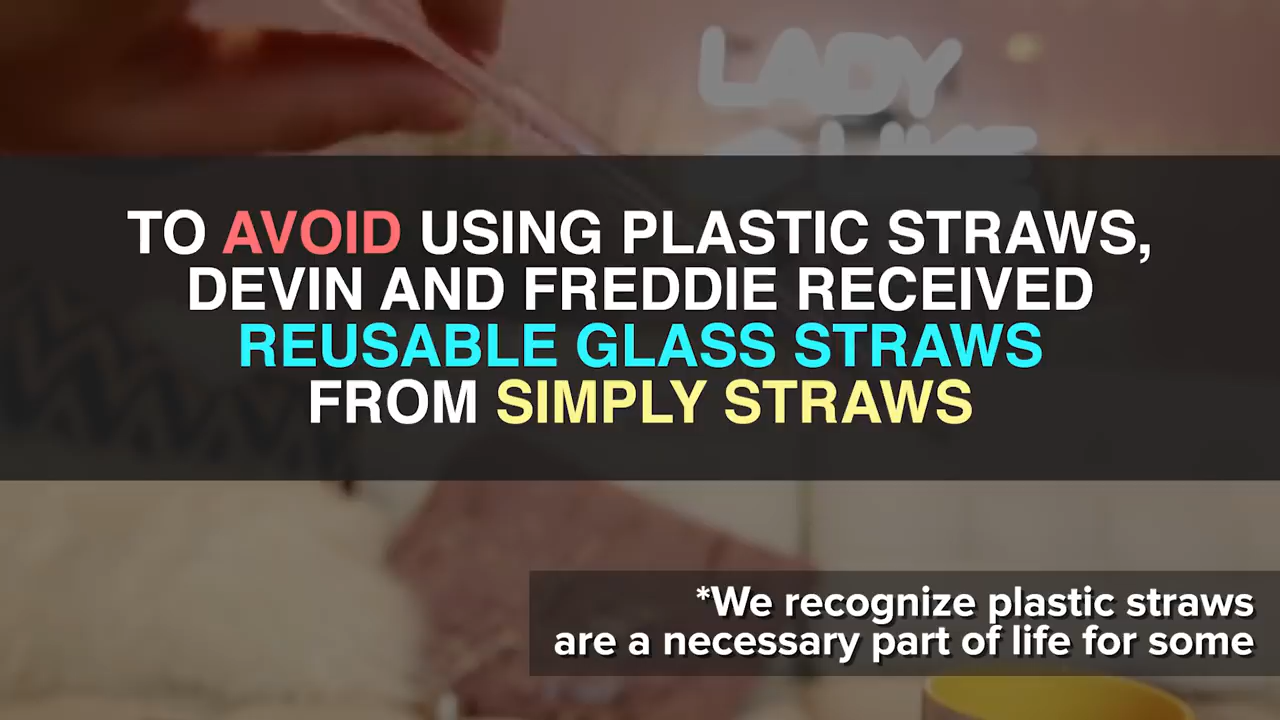 LADY
TO AVOID USING PLASTIC STRAWS,
DEVIN AND FREDDIE RECEIVED
REUSABLE GLASS STRAWS
FROM SIMPLY STRAWS
*We recognize plastic straws
are a necessary part of life for some